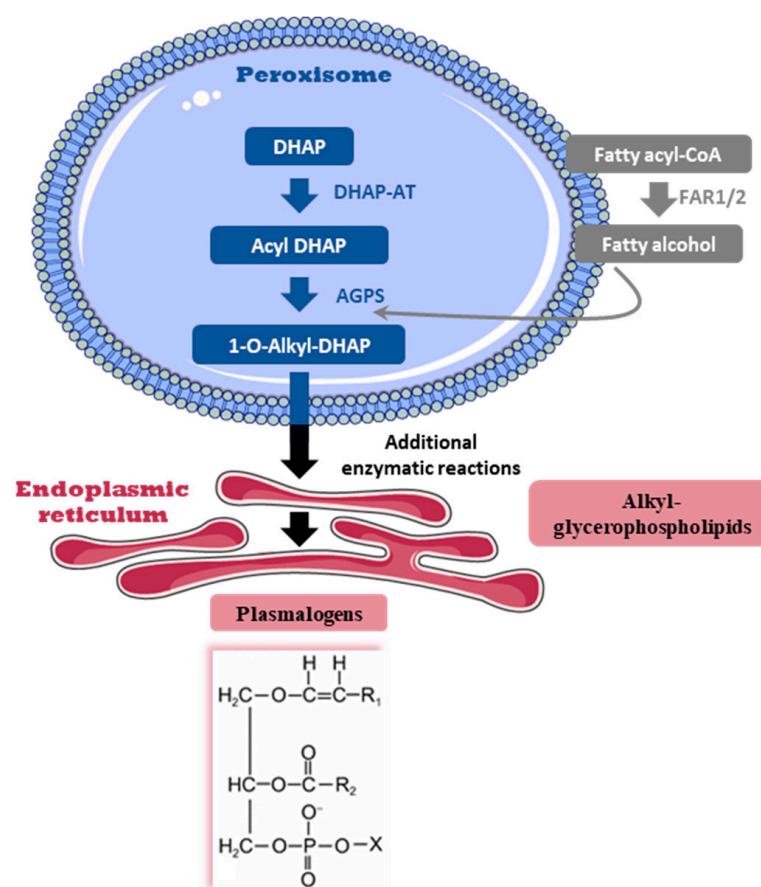 Peroxisome
DHAP
DHAP-AT
Acyl DHAP
AGPS
1-O-Alkyl-DHAP
Fatty acyl-CoA
FAR1/2
Fatty alcohol
Additional
enzymatic reactions
Endoplasmic
reticulum
Alkyl-
glycerophospholipids
Plasmalogens
H H
H₂C–O–C=C–R₁
O
HC–O–C–R₂
O⁻
H₂C–O–P–O–X
O